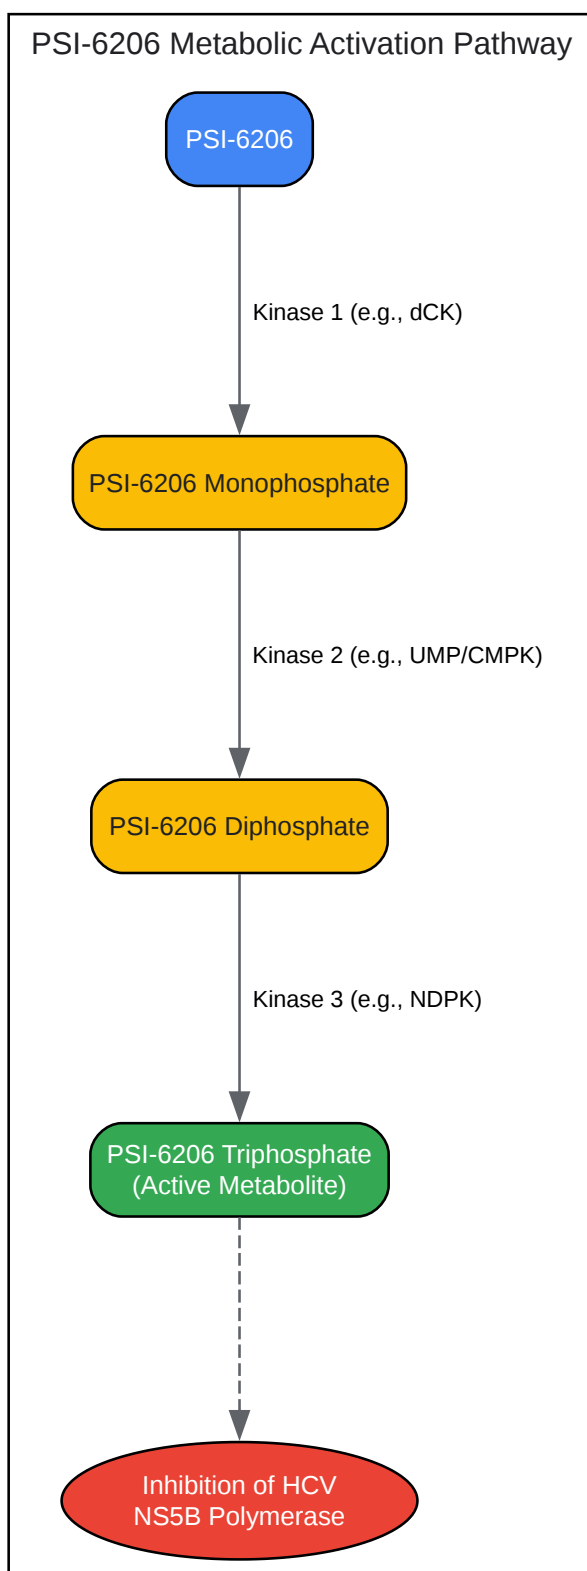 PSI-6206 Metabolic Activation Pathway
PSI-6206
Kinase 1 (e.g., dCK)
PSI-6206 Monophosphate
Kinase 2 (e.g., UMP/CMPK)
PSI-6206 Diphosphate
Kinase 3 (e.g., NDPK)
PSI-6206 Triphosphate
(Active Metabolite)
Inhibition of HCV
NS5B Polymerase